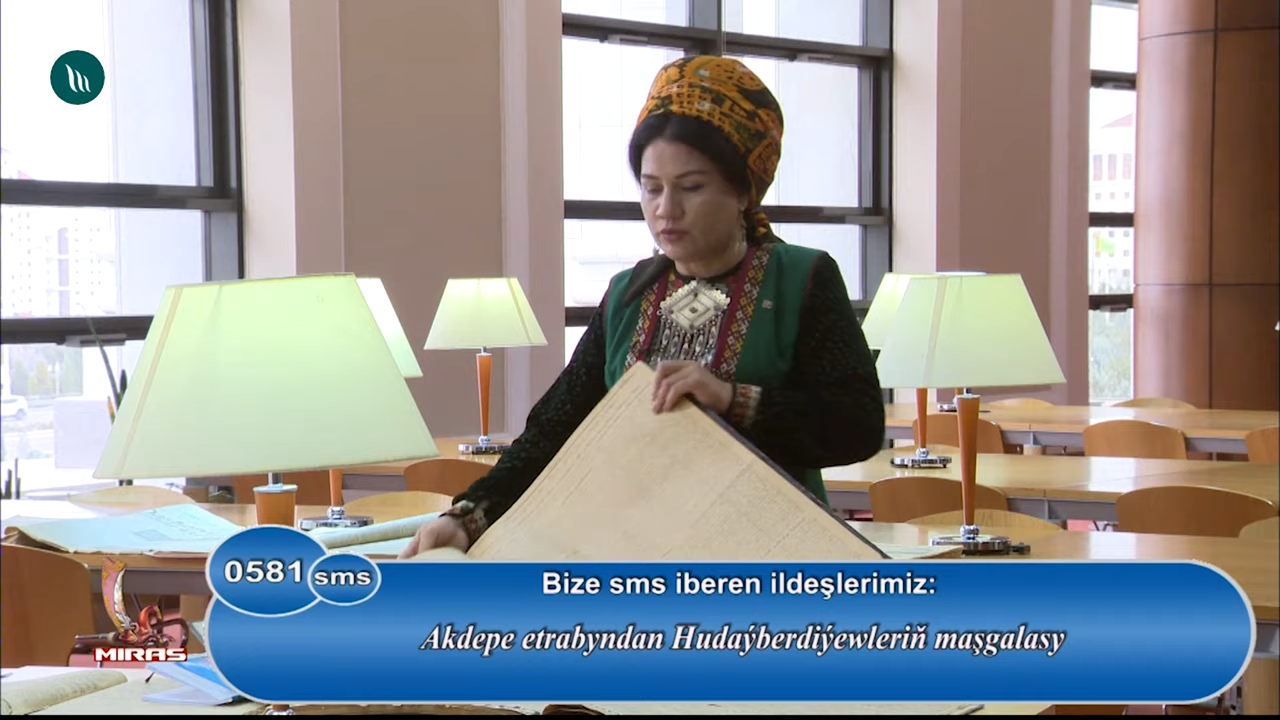 0581 sms
Bize sms iberen ildeşlerimiz:
Akdepe etrabyndan Hudaýberdiýewleriň maşgalasy
MIRAS